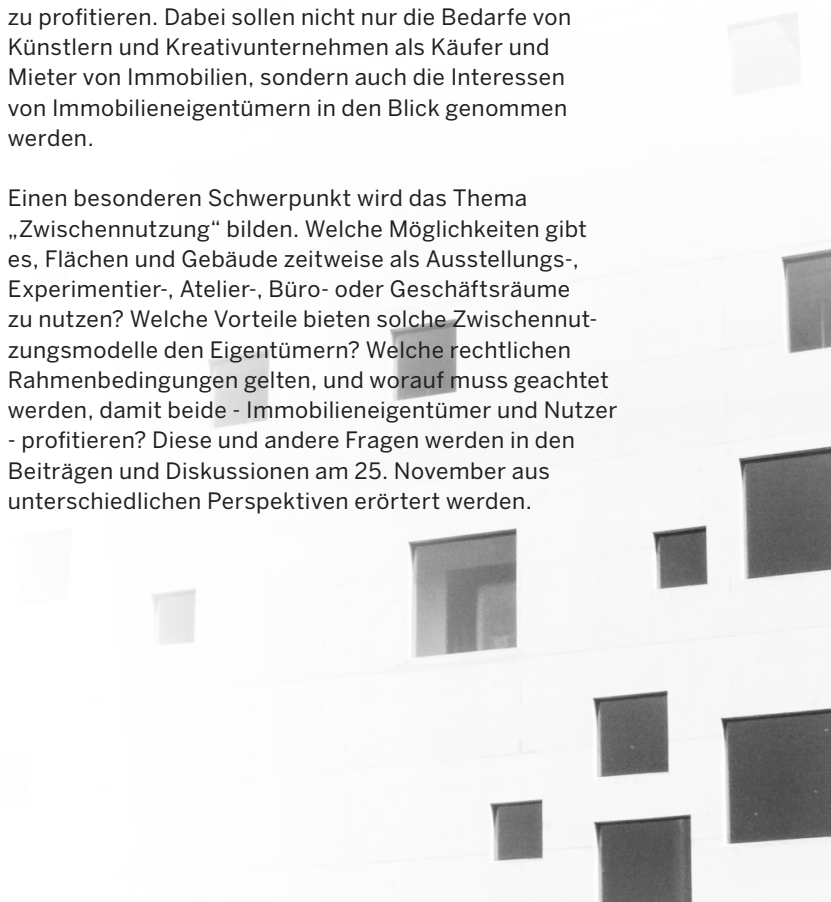 zu profitieren. Dabei sollen nicht nur die Bedarfe von
Künstlern und Kreativunternehmen als Käufer und
Mieter von Immobilien, sondern auch die Interessen
von Immobilieneigentümern in den Blick genommen
werden.
Einen besonderen Schwerpunkt wird das Thema
„Zwischennutzung“ bilden. Welche Möglichkeiten gibt
es, Flächen und Gebäude zeitweise als Ausstellungs-,
Experimentier-, Atelier-, Büro- oder Geschäftsräume
zu nutzen? Welche Vorteile bieten solche Zwischennut-
zungsmodelle den Eigentümern? Welche rechtlichen
Rahmenbedingungen gelten, und worauf muss geachtet
werden, damit beide - Immobilieneigentümer und Nutzer
- profitieren? Diese und andere Fragen werden in den
Beiträgen und Diskussionen am 25. November aus
unterschiedlichen Perspektiven erörtert werden.